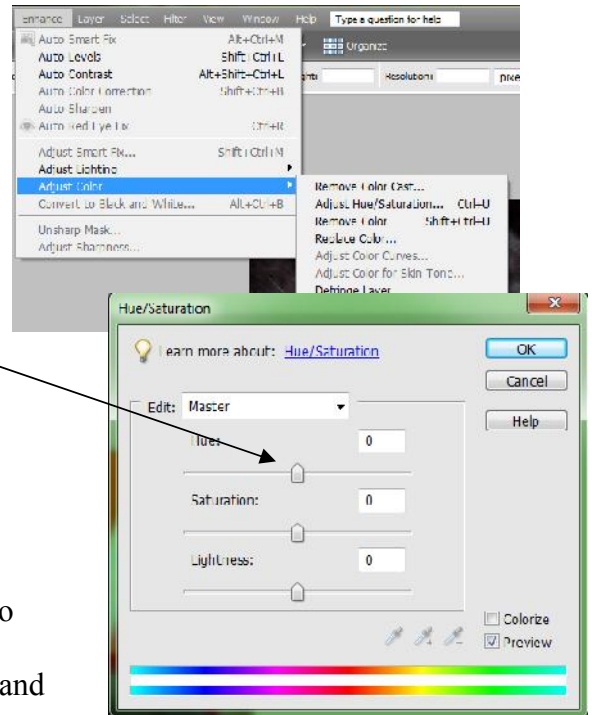 Enhance Layer Select Filter View Window Help Type a question for help
Auto Smart Fix Alt+Ctrl+M
Organize
Auto Levels Shift+Ctrl+L
Auto Contrast Alt+Shift+Ctrl+L
Resolution:
Auto Color Correction Shift+Ctrl+B
Auto Sharpen
Auto Red Eye Fix Ctrl+R
Adjust Smart Fix... Shift+Ctrl+M
Adjust Lighting
Adjust Color
Remove Color Cast...
Convert to Black and White... Alt+Ctrl+B
Adjust Hue/Saturation... Ctrl+U
Remove Color Shift+Ctrl+U
Unsharp Mask...
Replace Color...
Adjust Sharpness...
Adjust Color Curves...
Adjust Color for Skin Tone...
Defringe Layer
Hue/Saturation
Learn more about: Hue/Saturation
OK
Cancel
Edit: Master
Help
Hue: 0
Saturation: 0
Lightness: 0
Colorize
Preview
and